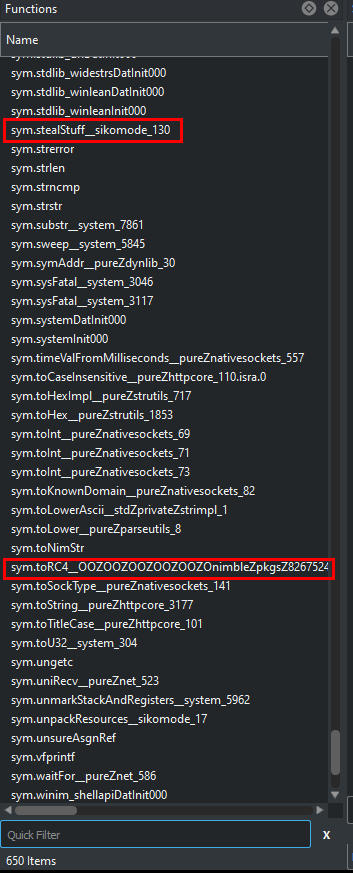 Functions
Name
sym.stdlib_widestrsDatInit000
sym.stdlib_winleanDatInit000
sym.stdlib_winleanInit000
sym.stealStuff__sikomode_130
sym.strerror
sym.strlen
sym.strncmp
sym.strstr
sym.substr__system_7861
sym.sweep__system_5845
sym.symAddr__pureZdynlib_30
sym.sysFatal__system_3046
sym.sysFatal__system_3117
sym.systemDatInit000
sym.systemInit000
sym.timeValFromMilliseconds__pureZnativesockets_557
sym.toCaseInsensitive__pureZhttpcore_110.isra.0
sym.toHexImpl__pureZstrutils_717
sym.toHex__pureZstrutils_1853
sym.toInt__pureZnativesockets_69
sym.toInt__pureZnativesockets_71
sym.toInt__pureZnativesockets_73
sym.toKnownDomain__pureZnativesockets_82
sym.toLowerAscii__stdZprivateZstrimpl_1
sym.toLower__pureZparseutils_8
sym.toNimStr
sym.toRC4__OOZOOZOOZOOZOOZOnimbleZpkgsZ8267524
sym.toSockType__pureZnativesockets_141
sym.toString__pureZhttpcore_3177
sym.toTitleCase__pureZhttpcore_101
sym.toU32__system_304
sym.ungetc
sym.uniRecv__pureZnet_523
sym.unmarkStackAndRegisters__system_5962
sym.unpackResources__sikomode_17
sym.unsureAsgnRef
sym.vfprintf
sym.waitFor__pureZnet_586
sym.winim_shellapiDatInit000
Quick Filter
X
650 Items